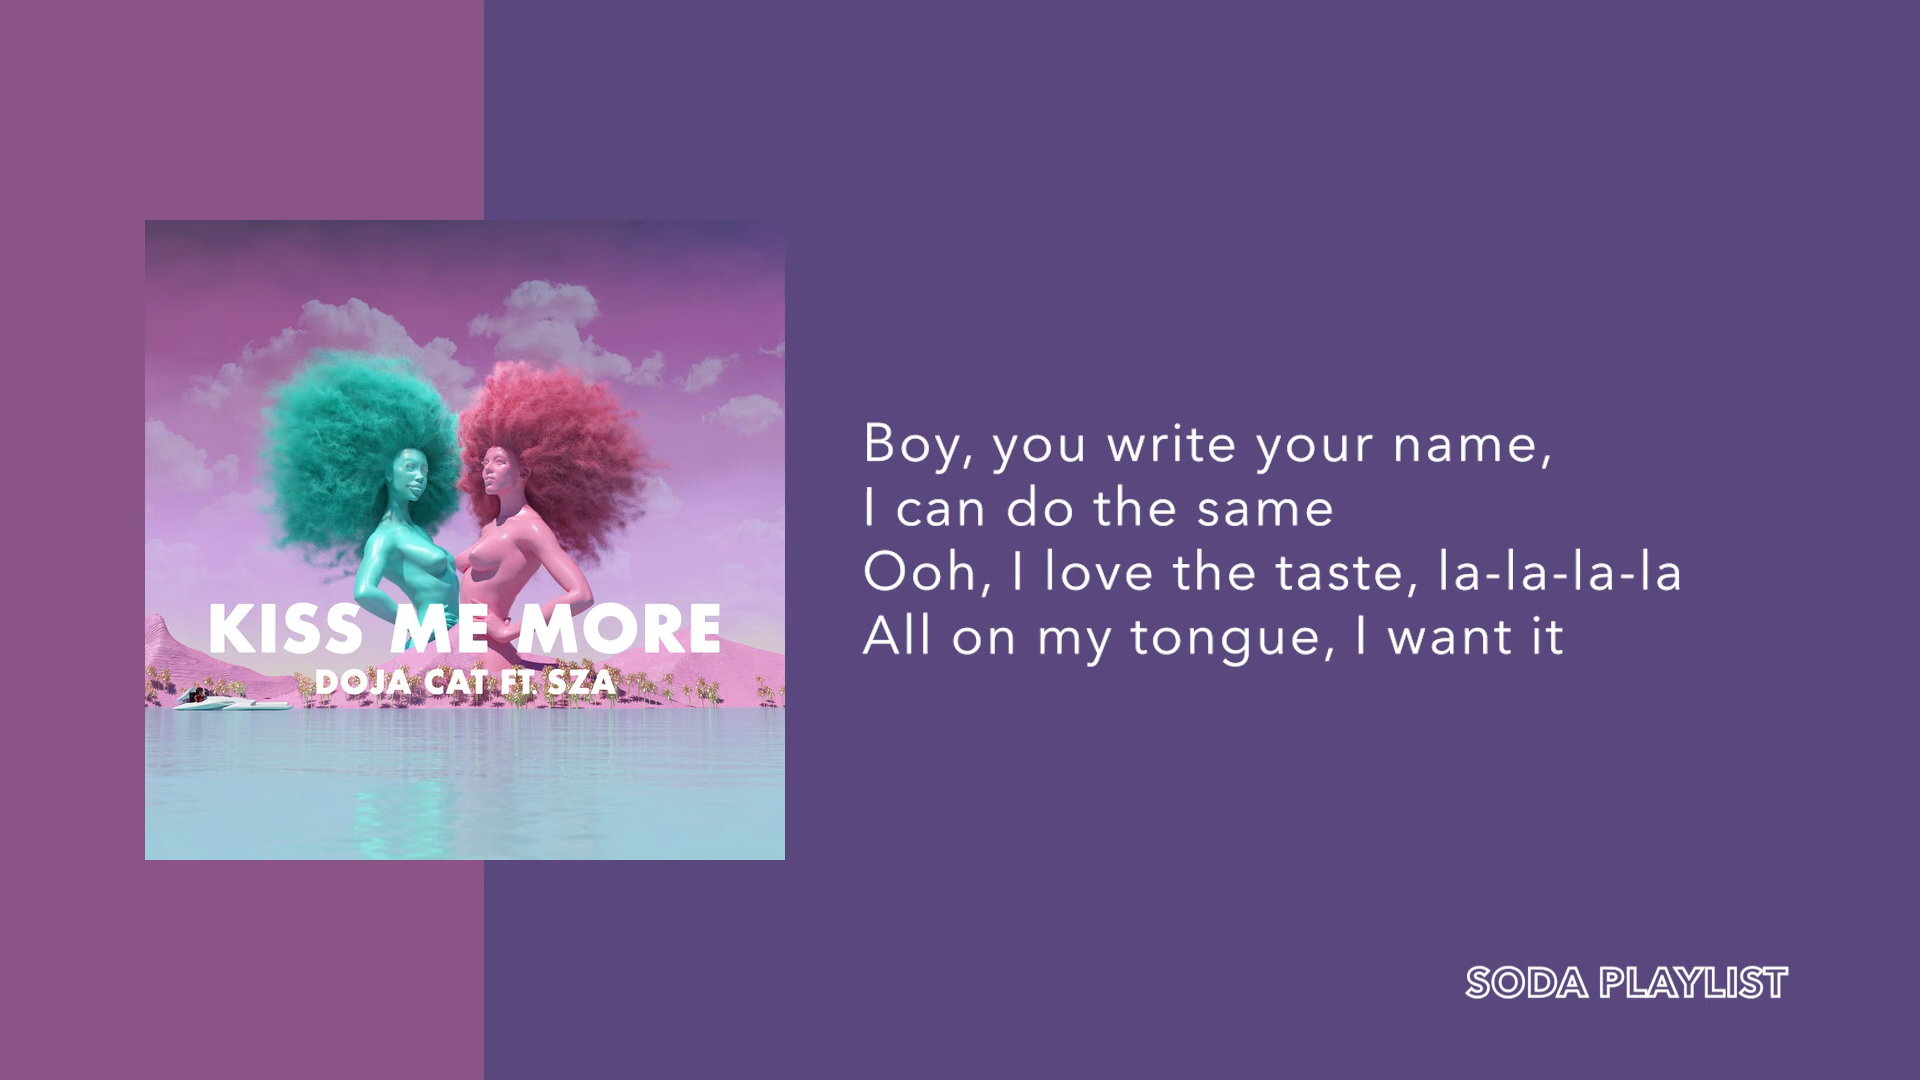 KISS ME MORE
DOJA CAT FT. SZA
Boy, you write your name,
I can do the same
Ooh, I love the taste, la-la-la-la
All on my tongue, I want it
SODA PLAYLIST